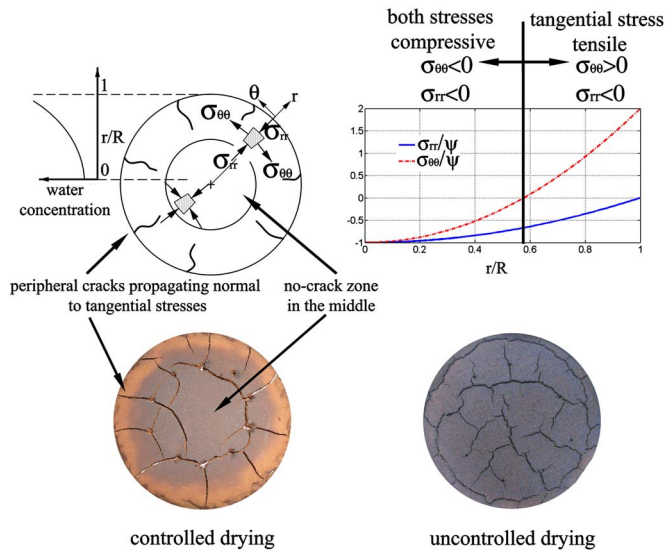 both stresses
compressive
σθθ<0
σrr<0
tangential stress
tensile
σθθ>0
σrr<0
1
r/R
0
water
concentration
θ
r
σθθ
σrr
σrr
σθθ
+
2
1.5
1
0.5
0
-0.5
-1
σrr/ψ
σθθ/ψ
0
0.2
0.4
0.6
0.8
1
r/R
peripheral cracks propagating normal
to tangential stresses
no-crack zone
in the middle
controlled drying
uncontrolled drying